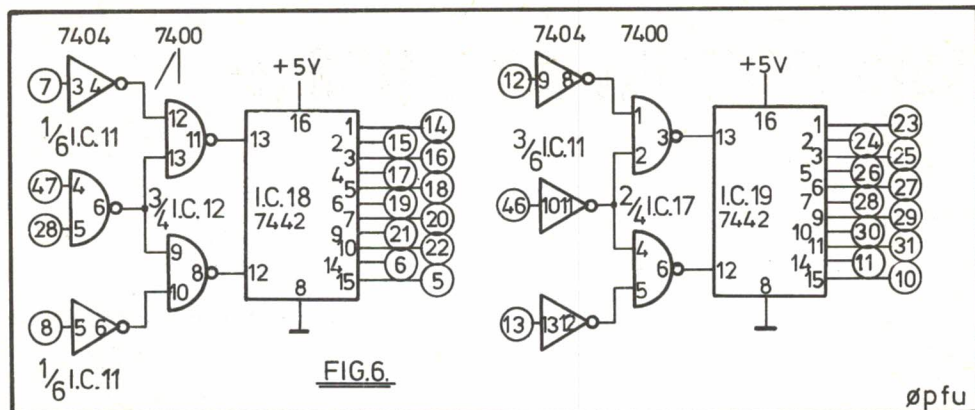 7404 7400
7 3 4
1/6 I.C.11
12
13 11
47 4
28 5 6
3/4 I.C.12
9
10 8
8 5 6
1/6 I.C.11
+5V
16
13
I.C.18
7442
12
8
1 14
2 15
3 16
4 17
5 18
6 19
7 20
9 21
10 22
14 6
15 5
FIG.6.
7404 7400
12 9 8
3/6 I.C.11
1
2 3
46 10 11
2/4 I.C.17
4
5 6
13 13 12
+5V
16
13
I.C.19
7442
12
8
1 23
2 24
3 25
5 26
6 27
7 28
9 29
10 30
11 31
14 11
15 10
øpfu